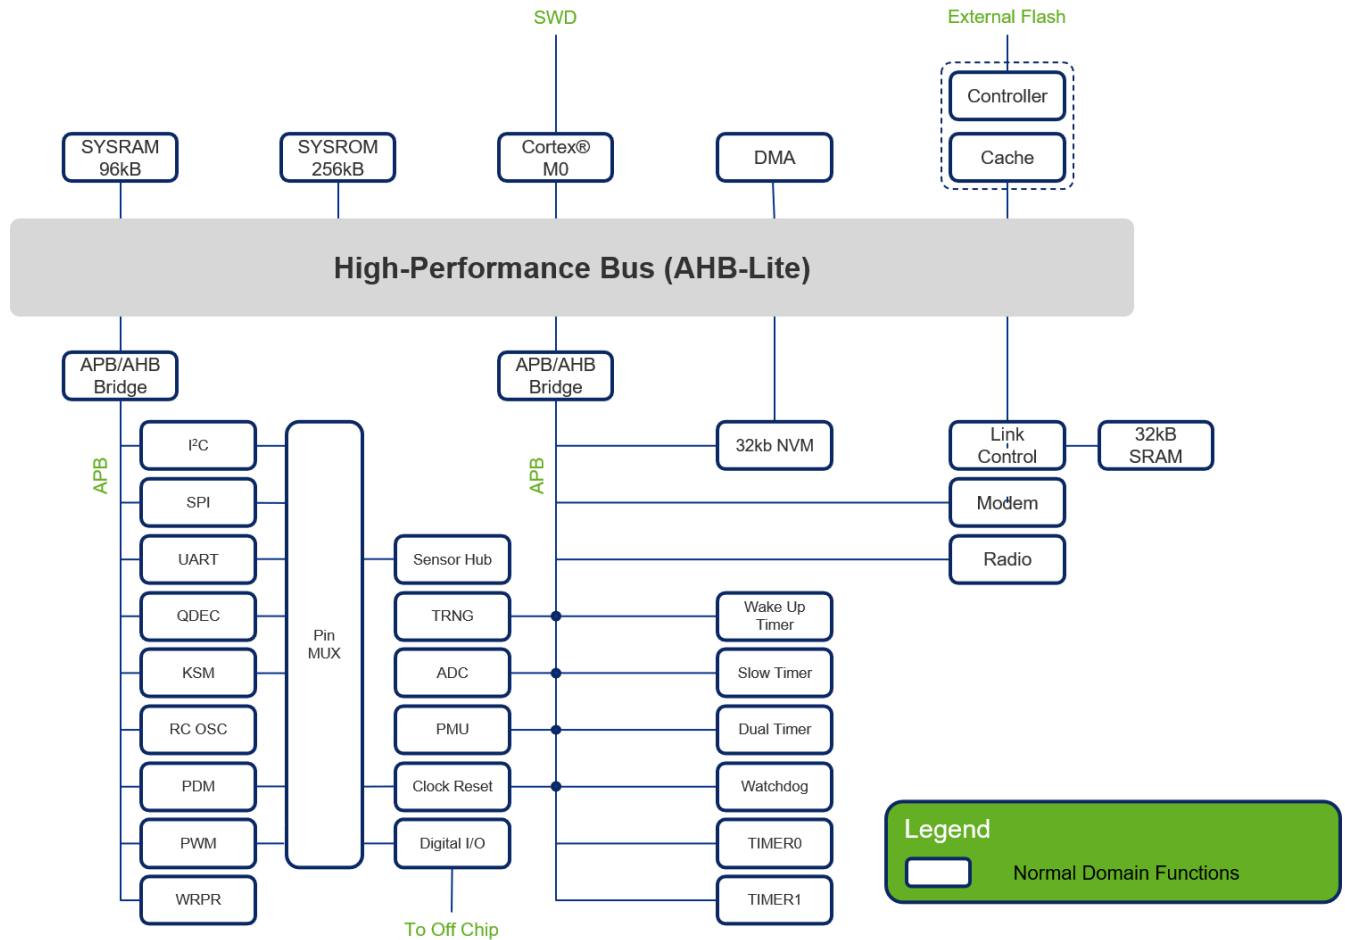 SWD
External Flash
Controller
SYSRAM
96kB
SYSROM
256kB
Cortex®
M0
DMA
Cache
High-Performance Bus (AHB-Lite)
APB/AHB
Bridge
APB/AHB
Bridge
APB
APB
I²C
SPI
UART
QDEC
KSM
RC OSC
PDM
PWM
WRPR
Pin
MUX
Sensor Hub
TRNG
ADC
PMU
Clock Reset
Digital I/O
To Off Chip
32kb NVM
Wake Up
Timer
Slow Timer
Dual Timer
Watchdog
TIMER0
TIMER1
Link
Control
32kB
SRAM
Modem
Radio
Legend
Normal Domain Functions